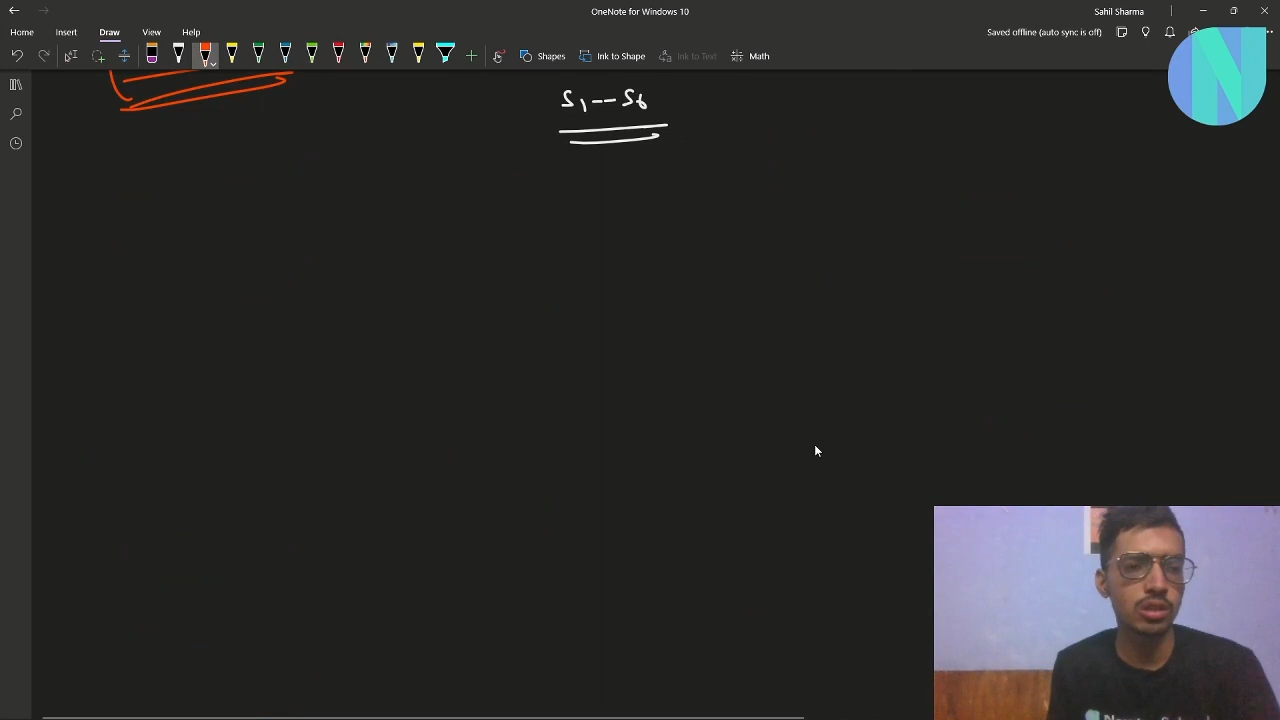 OneNote for Windows 10
Sahil Sharma
Home Insert Draw View Help
Saved offline (auto sync is off)
Shapes Ink to Shape Ink to Text Math
S1--S6
N